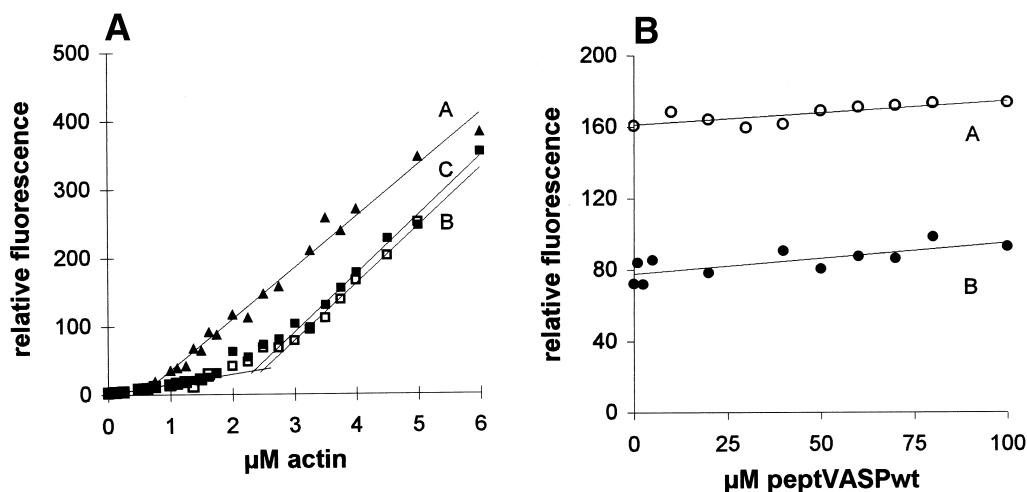 A
relative fluorescence
500
400
300
200
100
0
A
C
B
0 1 2 3 4 5 6
µM actin
B
relative fluorescence
200
160
120
80
40
0
A
B
0 25 50 75 100
µM peptVASPwt